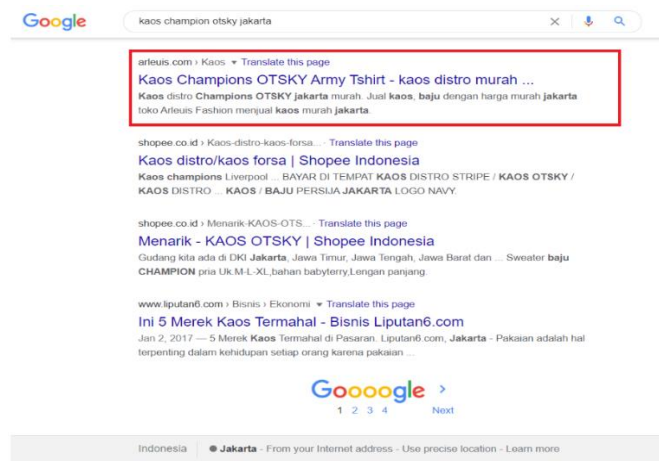 Google
kaos champion otsky jakarta
arleuis.com › Kaos ▾ Translate this page
Kaos Champions OTSKY Army Tshirt - kaos distro murah ...
Kaos distro Champions OTSKY jakarta murah. Jual kaos, baju dengan harga murah jakarta
toko Arleuis Fashion menjual kaos murah jakarta.
shopee.co.id › Kaos-distro-kaos-forsa... · Translate this page
Kaos distro/kaos forsa | Shopee Indonesia
Kaos champions Liverpool ... BAYAR DI TEMPAT KAOS DISTRO STRIPE / KAOS OTSKY /
KAOS DISTRO ... KAOS / BAJU PERSIJA JAKARTA LOGO NAVY.
shopee.co.id › Menarik-KAOS-OTS... · Translate this page
Menarik - KAOS OTSKY | Shopee Indonesia
Gudang kita ada di DKI Jakarta, Jawa Timur, Jawa Tengah, Jawa Barat dan ... Sweater baju
CHAMPION pria Uk.M-L-XL,bahan babyterry,Lengan panjang.
www.liputan6.com › Bisnis › Ekonomi ▾ Translate this page
Ini 5 Merek Kaos Termahal - Bisnis Liputan6.com
Jan 2, 2017 — 5 Merek Kaos Termahal di Pasaran. Liputan6.com, Jakarta - Pakaian adalah hal
terpenting dalam kehidupan setiap orang karena pakaian ...
Goooogle >
1 2 3 4 Next
Indonesia ● Jakarta - From your Internet address - Use precise location - Learn more